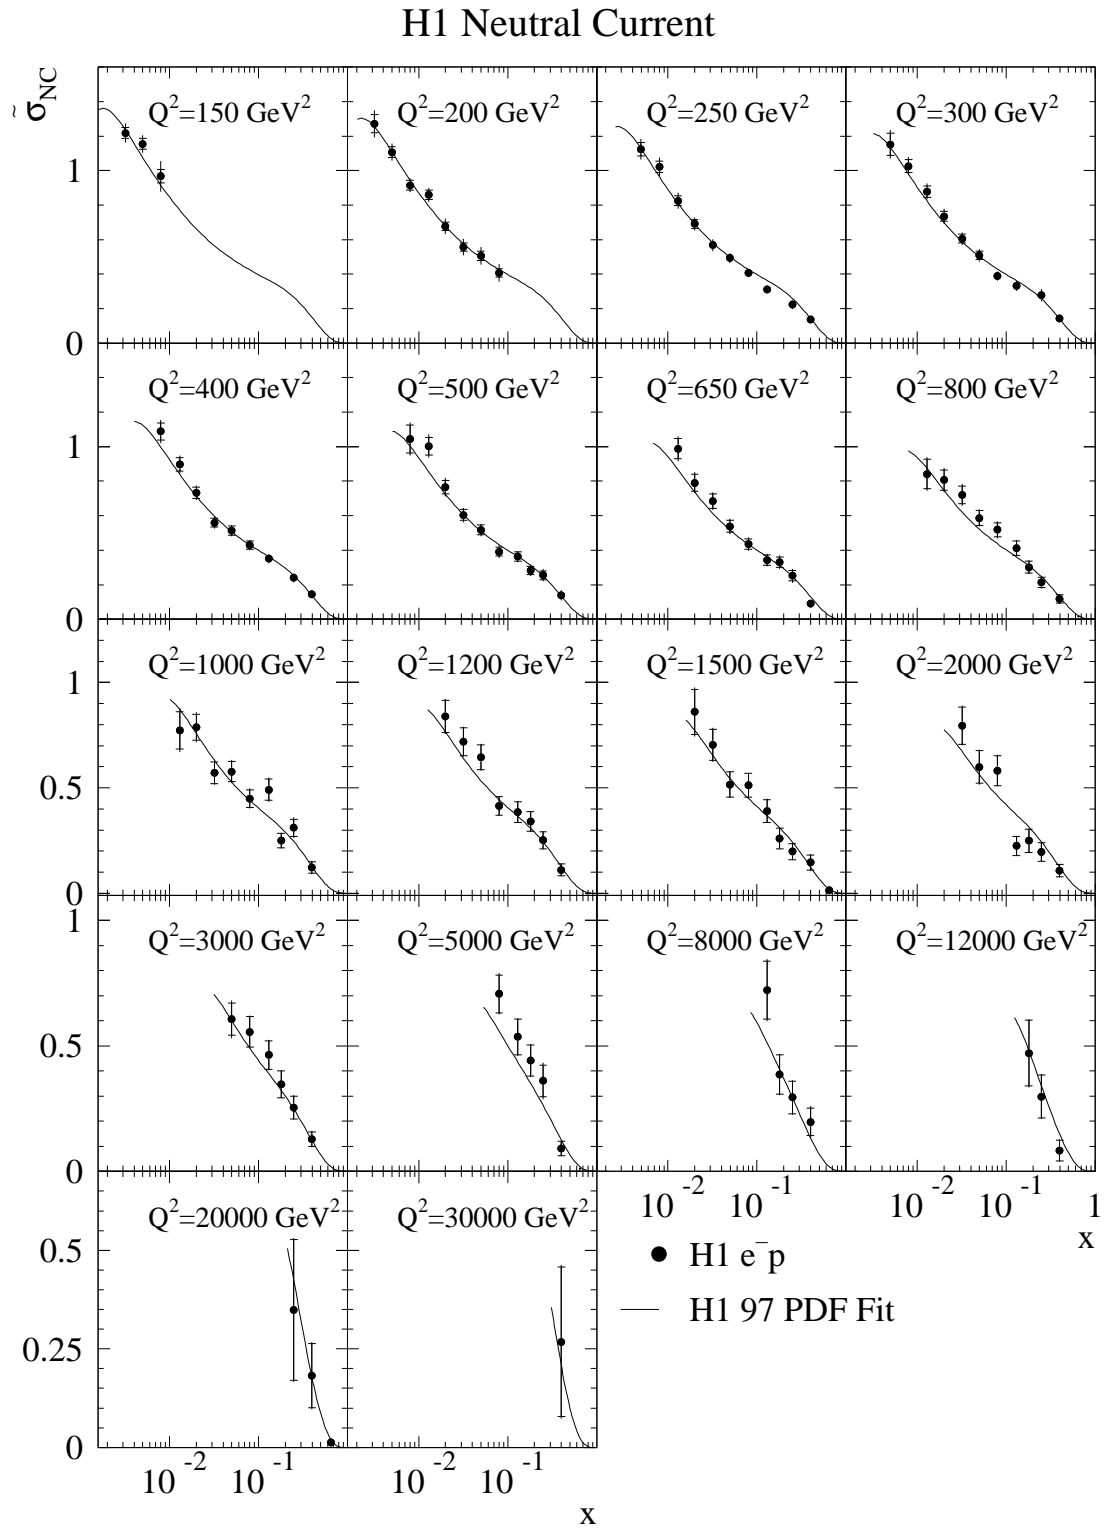 H1 Neutral Current
σ̃_NC
Q²=150 GeV²
Q²=200 GeV²
Q²=250 GeV²
Q²=300 GeV²
1
0
Q²=400 GeV²
Q²=500 GeV²
Q²=650 GeV²
Q²=800 GeV²
1
0
Q²=1000 GeV²
Q²=1200 GeV²
Q²=1500 GeV²
Q²=2000 GeV²
1
0.5
0
Q²=3000 GeV²
Q²=5000 GeV²
Q²=8000 GeV²
Q²=12000 GeV²
1
0.5
0
10⁻² 10⁻¹ 10⁻² 10⁻¹ 1
x
Q²=20000 GeV²
Q²=30000 GeV²
0.5
0.25
0
H1 e⁻p
H1 97 PDF Fit
10⁻² 10⁻¹ 10⁻² 10⁻¹
x